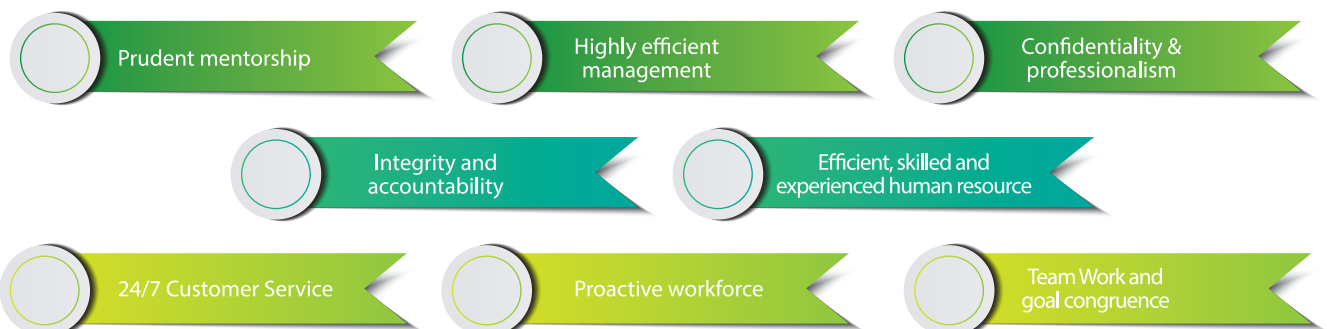 Prudent mentorship
Highly efficient
management
Confidentiality &
professionalism
Integrity and
accountability
Efficient, skilled and
experienced human resource
24/7 Customer Service
Proactive workforce
Team Work and
goal congruence